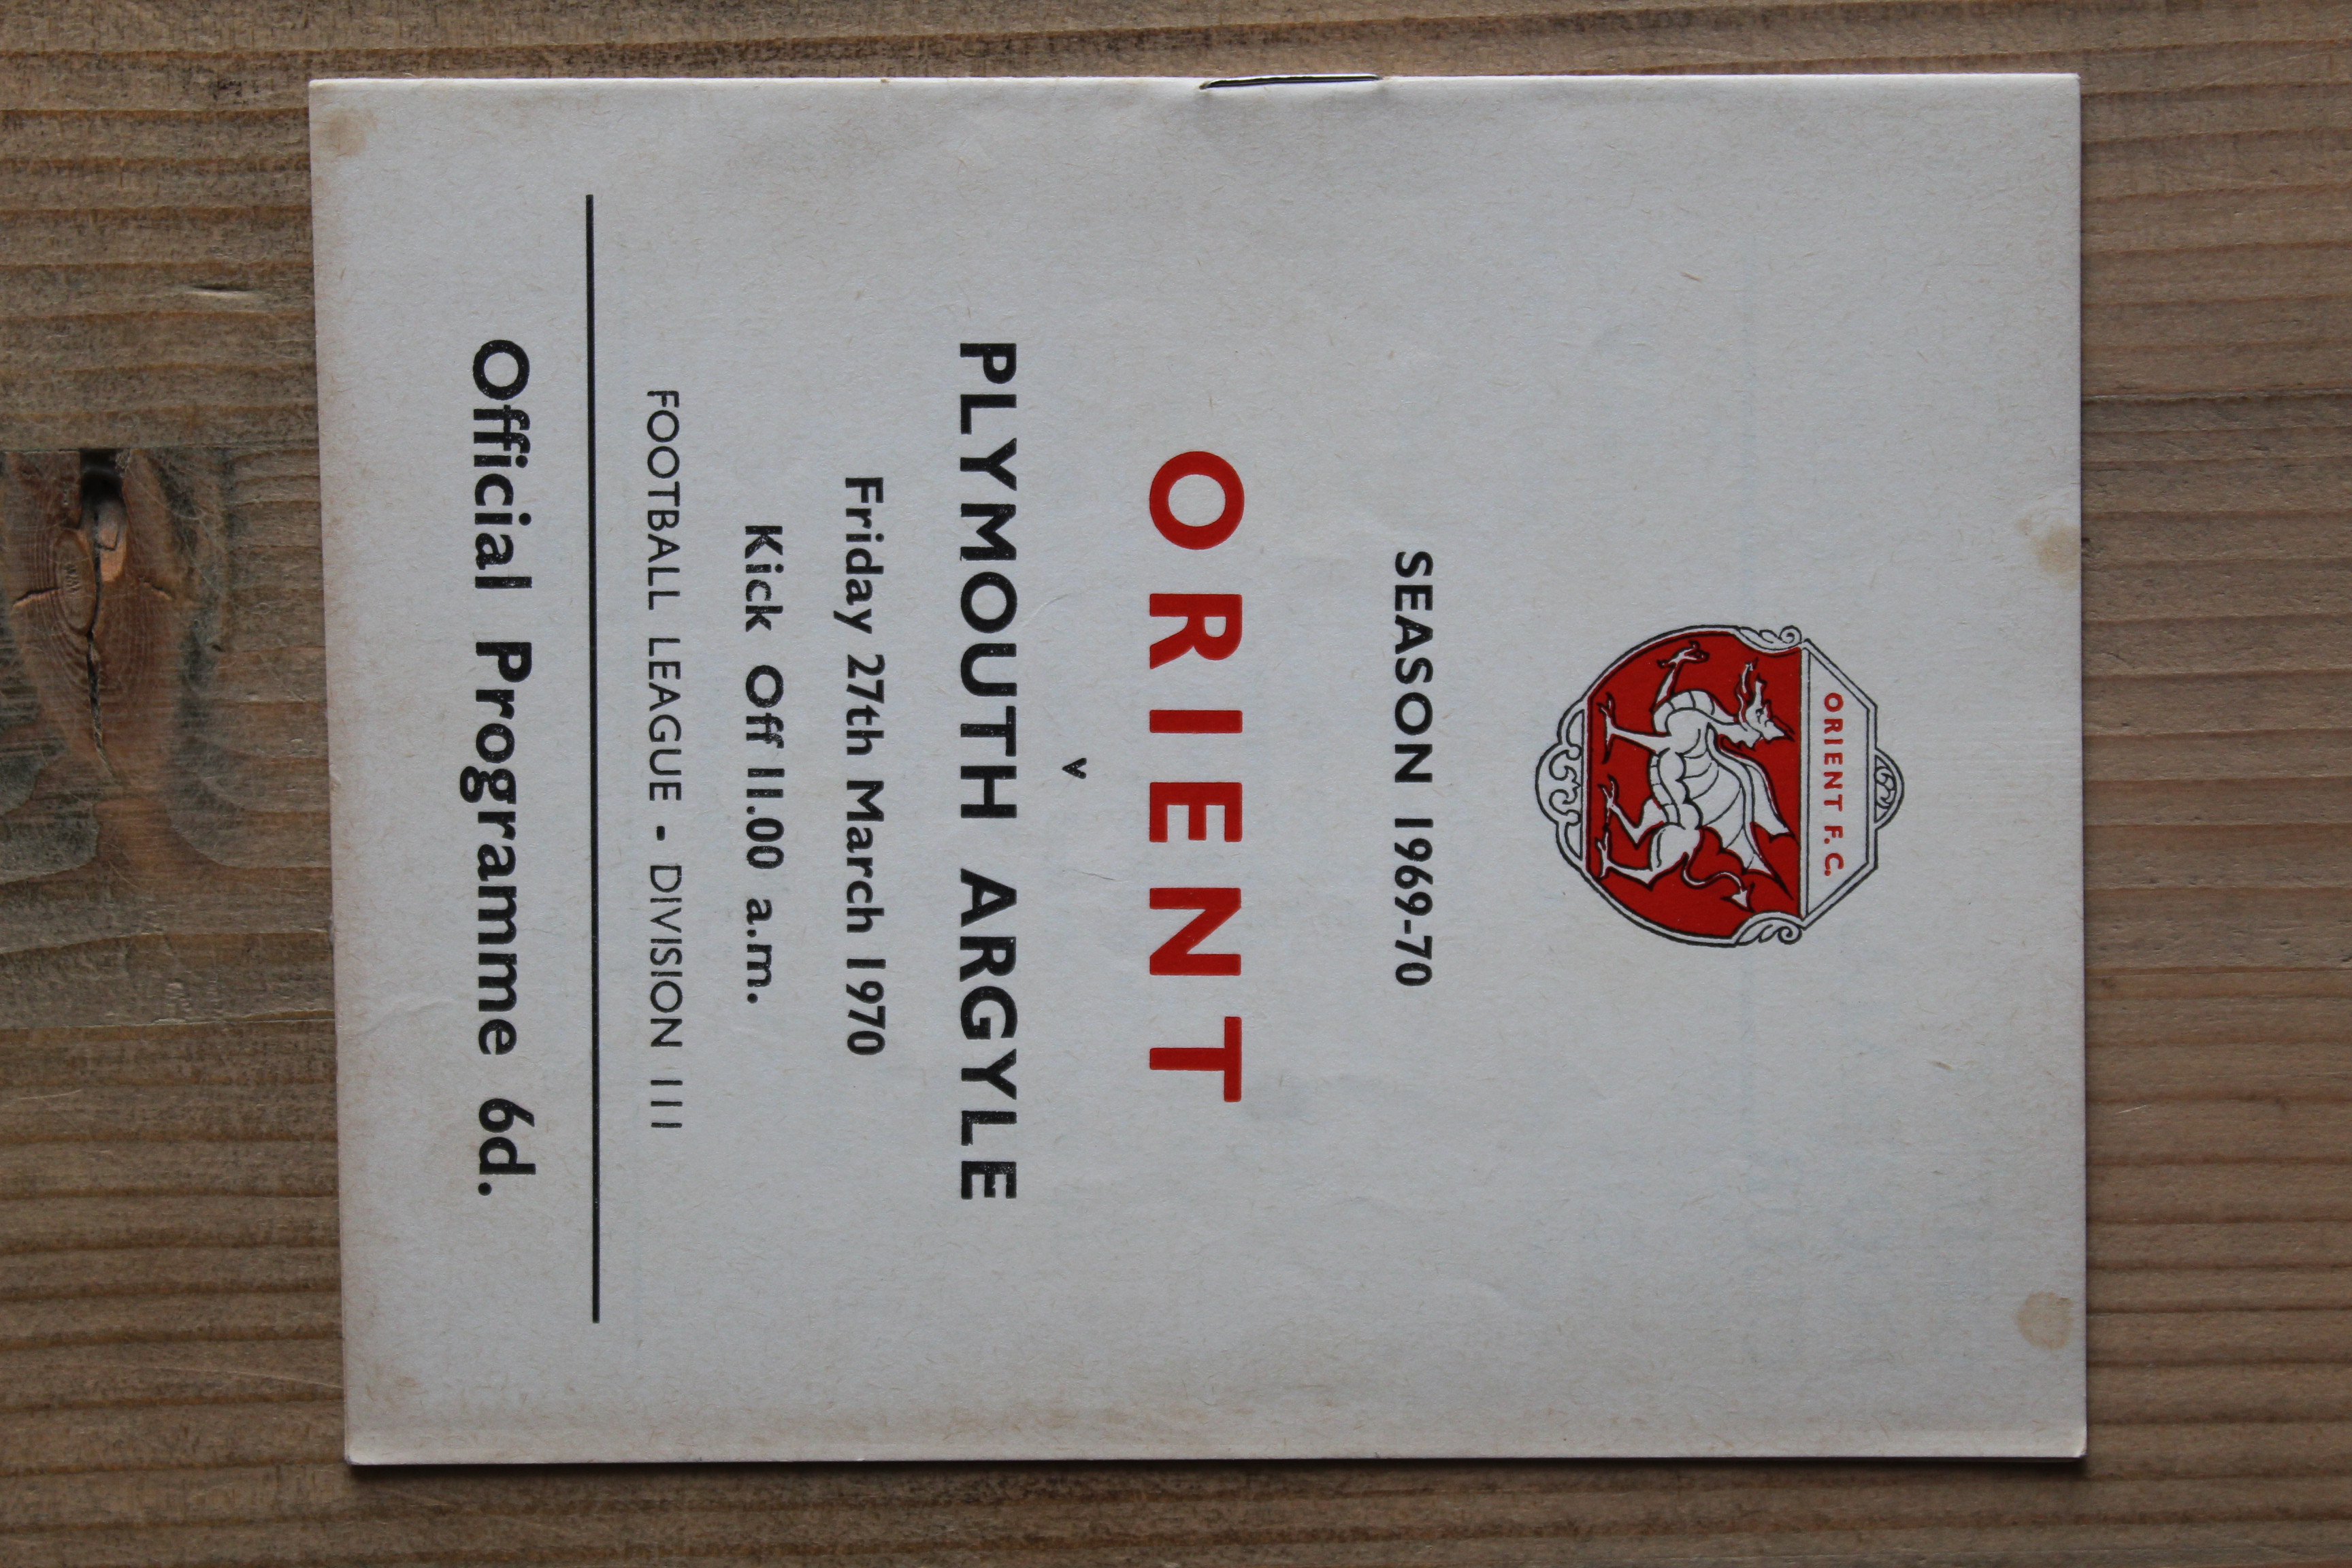 ORIENT F.C.
SEASON 1969-70
ORIENT
v
PLYMOUTH ARGYLE
Friday 27th March 1970
Kick Off 11.00 a.m.
FOOTBALL LEAGUE - DIVISION III
Official Programme 6d.